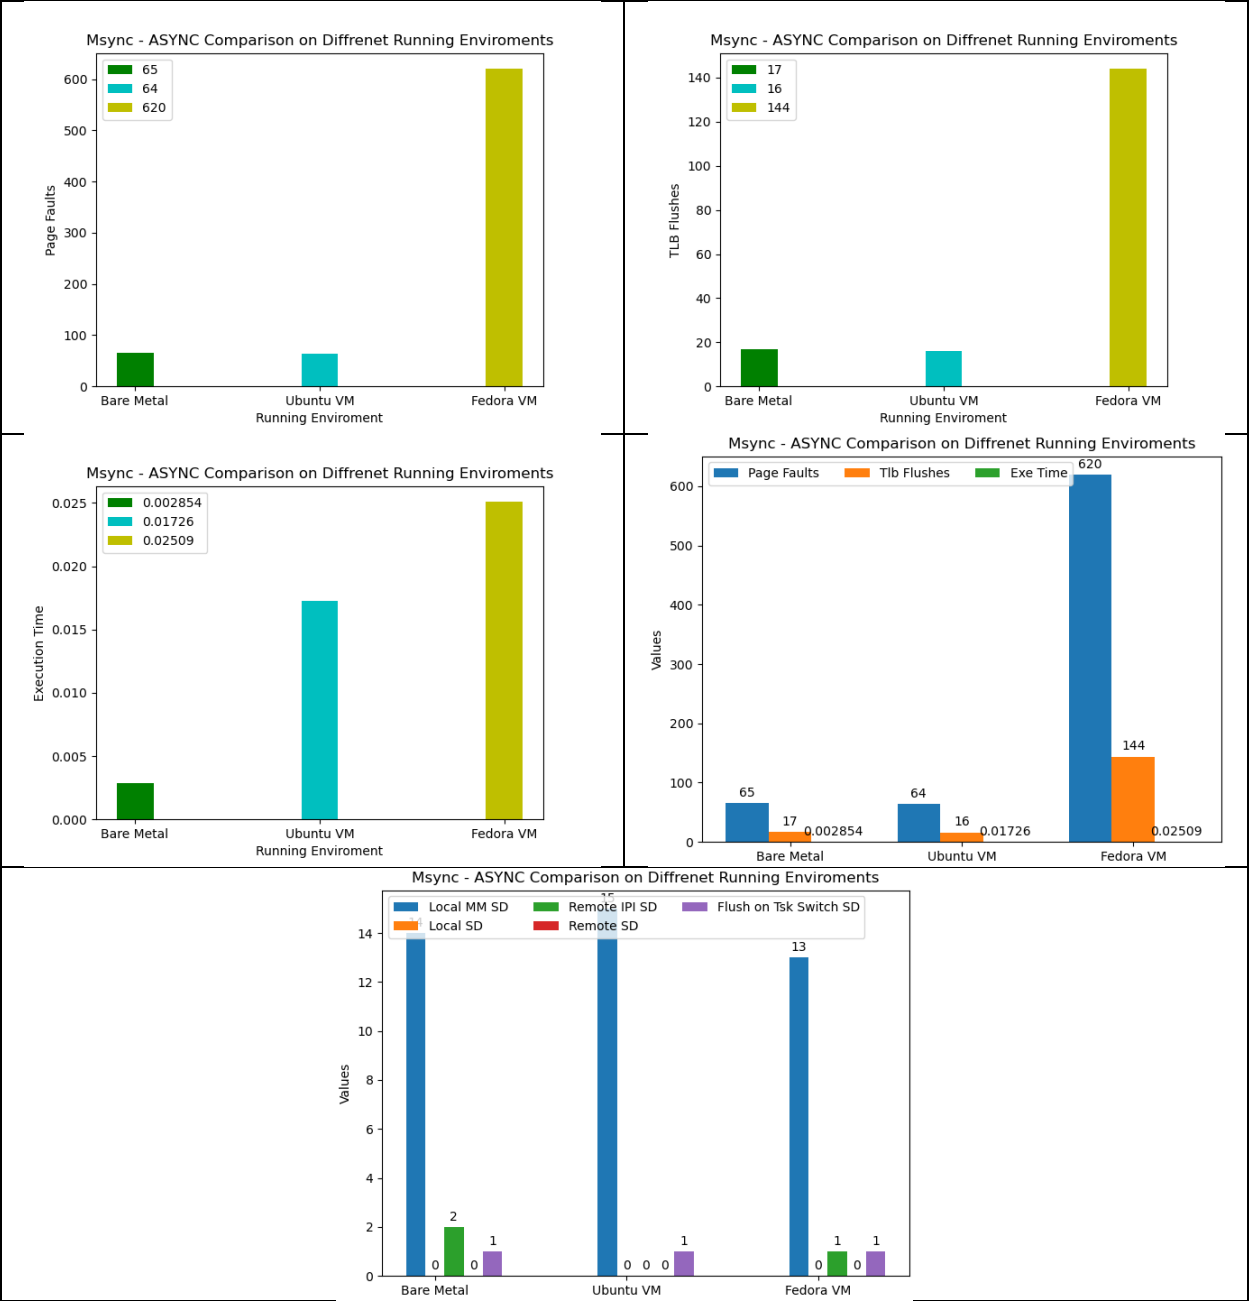 Msync - ASYNC Comparison on Diffrenet Running Enviroments
65
64
620
Page Faults
600
500
400
300
200
100
0
Bare Metal
Ubuntu VM
Fedora VM
Running Enviroment
Msync - ASYNC Comparison on Diffrenet Running Enviroments
17
16
144
TLB Flushes
140
120
100
80
60
40
20
0
Bare Metal
Ubuntu VM
Fedora VM
Running Enviroment
Msync - ASYNC Comparison on Diffrenet Running Enviroments
0.002854
0.01726
0.02509
Execution Time
0.025
0.020
0.015
0.010
0.005
0.000
Bare Metal
Ubuntu VM
Fedora VM
Running Enviroment
Msync - ASYNC Comparison on Diffrenet Running Enviroments
Page Faults Tlb Flushes Exe Time
Values
600
500
400
300
200
100
0
65
17
0.002854
64
16
0.01726
620
144
0.02509
Bare Metal
Ubuntu VM
Fedora VM
Msync - ASYNC Comparison on Diffrenet Running Enviroments
Local MM SD Remote IPI SD Flush on Tsk Switch SD
Local SD Remote SD
Values
14
12
10
8
6
4
2
0
14
0
2
0
1
15
0
0
0
1
13
0
1
0
1
Bare Metal
Ubuntu VM
Fedora VM